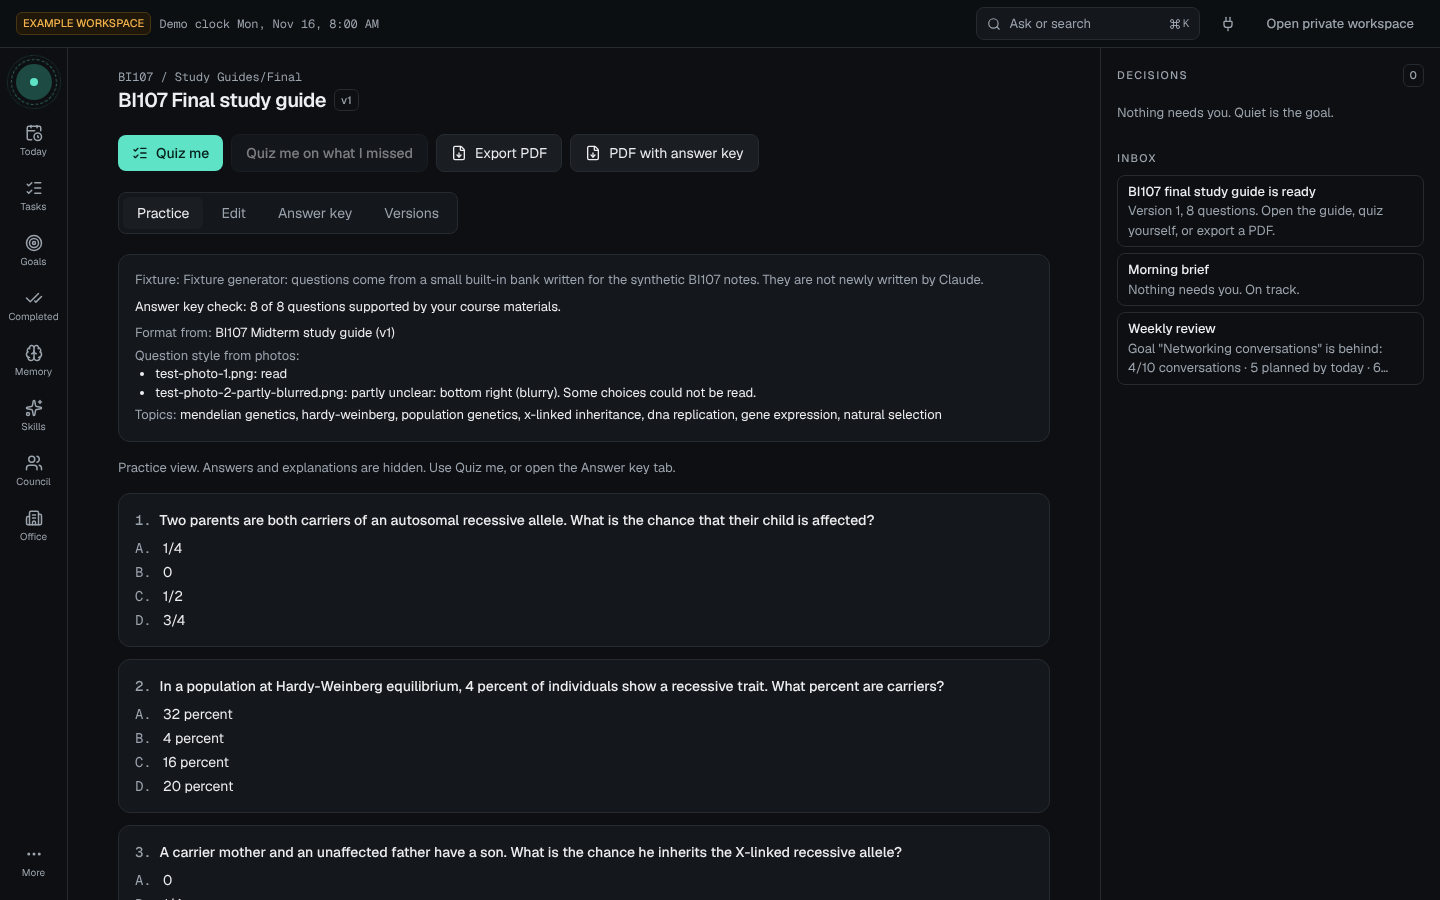 EXAMPLE WORKSPACE Demo clock Mon, Nov 16, 8:00 AM
Ask or search ⌘K
Open private workspace
Today
Tasks
Goals
Completed
Memory
Skills
Council
Office
More
BI107 / Study Guides/Final
BI107 Final study guide v1
Quiz me
Quiz me on what I missed
Export PDF
PDF with answer key
Practice Edit Answer key Versions
Fixture: Fixture generator: questions come from a small built-in bank written for the synthetic BI107 notes. They are not newly written by Claude.
Answer key check: 8 of 8 questions supported by your course materials.
Format from: BI107 Midterm study guide (v1)
Question style from photos:
• test-photo-1.png: read
• test-photo-2-partly-blurred.png: partly unclear: bottom right (blurry). Some choices could not be read.
Topics: mendelian genetics, hardy-weinberg, population genetics, x-linked inheritance, dna replication, gene expression, natural selection
Practice view. Answers and explanations are hidden. Use Quiz me, or open the Answer key tab.
1. Two parents are both carriers of an autosomal recessive allele. What is the chance that their child is affected?
A. 1/4
B. 0
C. 1/2
D. 3/4
2. In a population at Hardy-Weinberg equilibrium, 4 percent of individuals show a recessive trait. What percent are carriers?
A. 32 percent
B. 4 percent
C. 16 percent
D. 20 percent
3. A carrier mother and an unaffected father have a son. What is the chance he inherits the X-linked recessive allele?
A. 0
DECISIONS 0
Nothing needs you. Quiet is the goal.
INBOX
BI107 final study guide is ready
Version 1, 8 questions. Open the guide, quiz
yourself, or export a PDF.
Morning brief
Nothing needs you. On track.
Weekly review
Goal "Networking conversations" is behind:
4/10 conversations · 5 planned by today · 6…